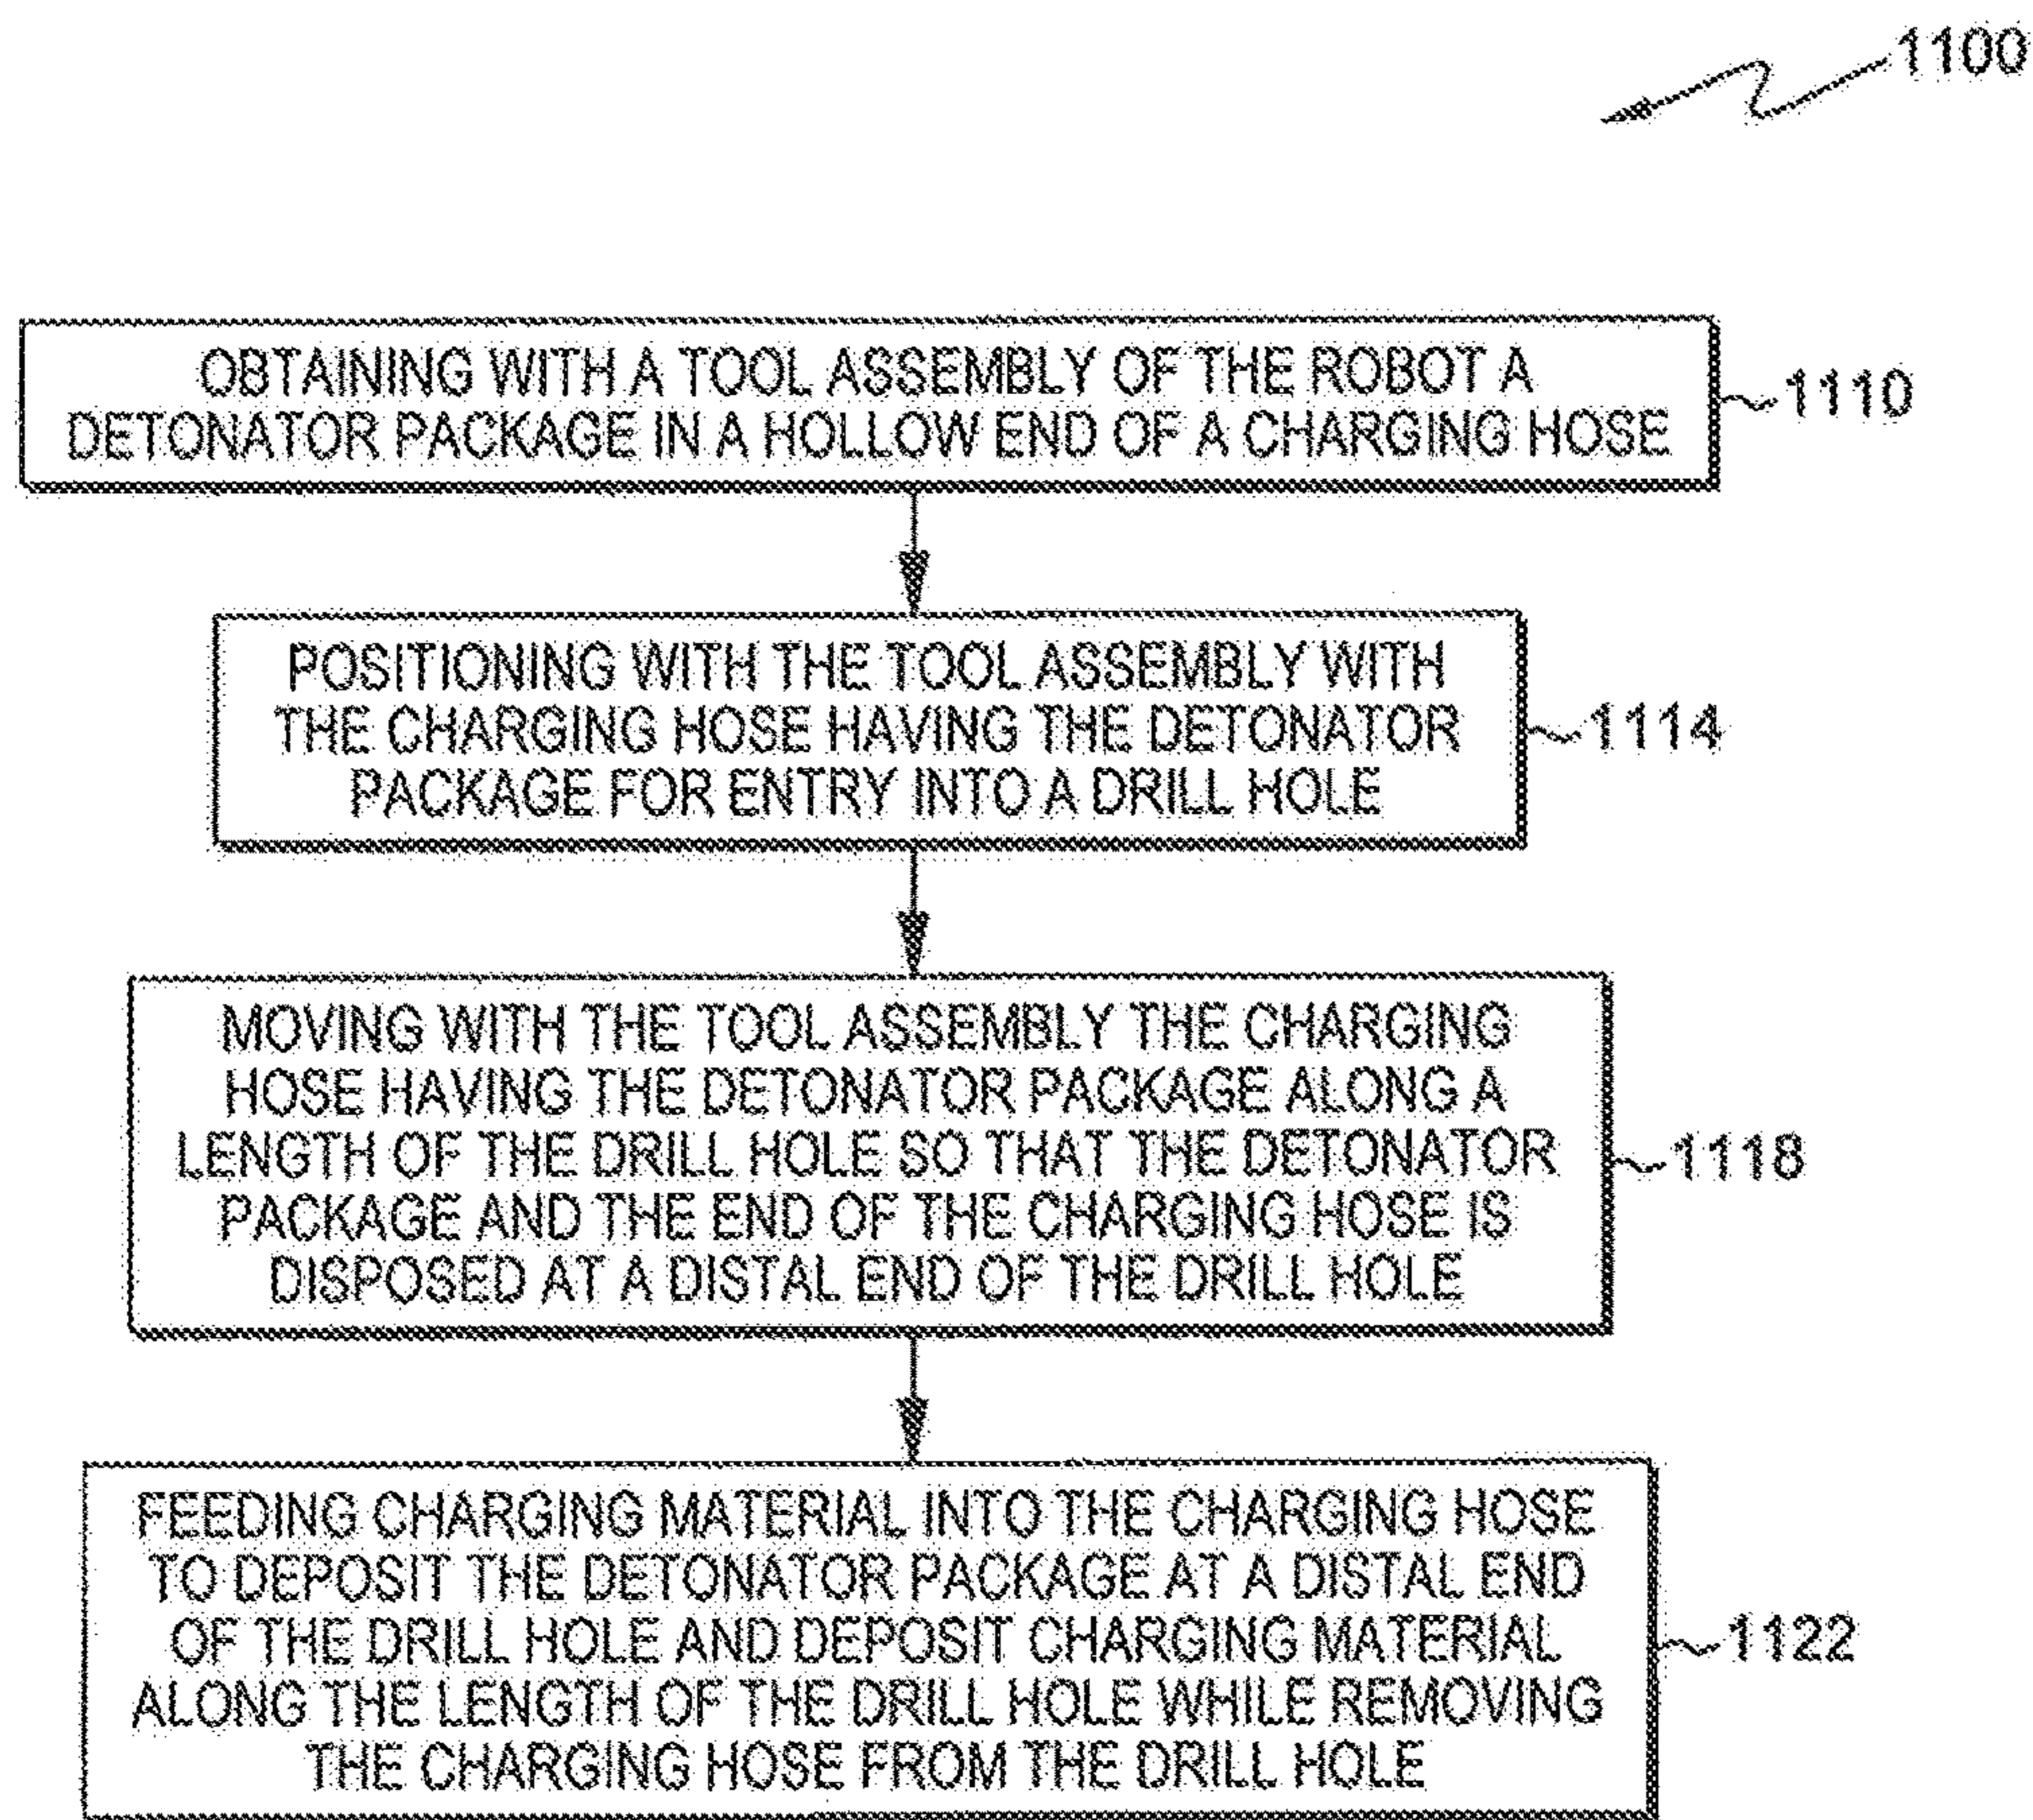 1100
OBTAINING WITH A TOOL ASSEMBLY OF THE ROBOT A
DETONATOR PACKAGE IN A HOLLOW END OF A CHARGING HOSE
1110
POSITIONING WITH THE TOOL ASSEMBLY WITH
THE CHARGING HOSE HAVING THE DETONATOR
PACKAGE FOR ENTRY INTO A DRILL HOLE
1114
MOVING WITH THE TOOL ASSEMBLY THE CHARGING
HOSE HAVING THE DETONATOR PACKAGE ALONG A
LENGTH OF THE DRILL HOLE SO THAT THE DETONATOR
PACKAGE AND THE END OF THE CHARGING HOSE IS
DISPOSED AT A DISTAL END OF THE DRILL HOLE
1118
FEEDING CHARGING MATERIAL INTO THE CHARGING HOSE
TO DEPOSIT THE DETONATOR PACKAGE AT A DISTAL END
OF THE DRILL HOLE AND DEPOSIT CHARGING MATERIAL
ALONG THE LENGTH OF THE DRILL HOLE WHILE REMOVING
THE CHARGING HOSE FROM THE DRILL HOLE
1122